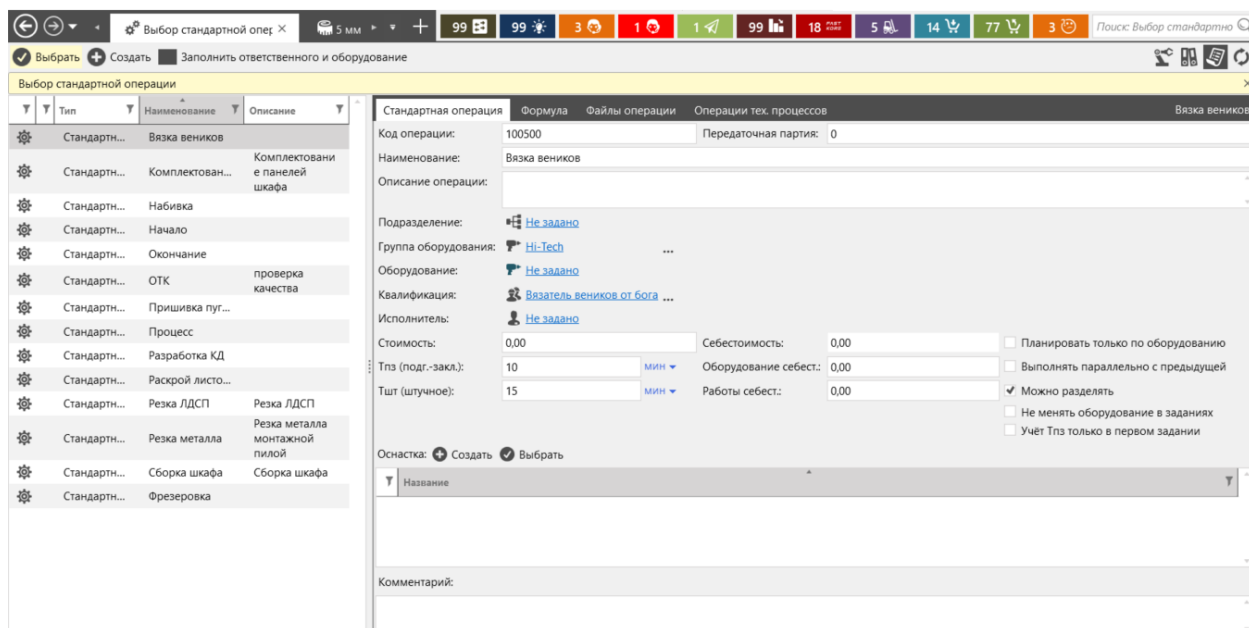 Выбор стандартной опер ×
5 мм
99
99
3
1
1
99
18 FAST
5
14
77
3
Поиск: Выбор стандартно
Выбрать Создать Заполнить ответственного и оборудование
Выбор стандартной операции
Тип Наименование Описание
Стандартн... Вязка веников
Стандартн... Комплектован... Комплектовани
е панелей
шкафа
Стандартн... Набивка
Стандартн... Начало
Стандартн... Окончание
Стандартн... ОТК проверка
качества
Стандартн... Пришивка пуг...
Стандартн... Процесс
Стандартн... Разработка КД
Стандартн... Раскрой листо...
Стандартн... Резка ЛДСП Резка ЛДСП
Стандартн... Резка металла Резка металла
монтажной
пилой
Стандартн... Сборка шкафа Сборка шкафа
Стандартн... Фрезеровка
Стандартная операция Формула Файлы операции Операции тех. процессов Вязка веников
Код операции: 100500 Передаточная партия: 0
Наименование: Вязка веников
Описание операции:
Подразделение: Не задано
Группа оборудования: Hi-Tech ...
Оборудование: Не задано
Квалификация: Вязатель веников от бога ...
Исполнитель: Не задано
Стоимость: 0,00 Себестоимость: 0,00 Планировать только по оборудованию
Тпз (подг.-закл.): 10 мин Оборудование себест.: 0,00 Выполнять параллельно с предыдущей
Тшт (штучное): 15 мин Работы себест.: 0,00 Можно разделять
Не менять оборудование в заданиях
Учёт Тпз только в первом задании
Оснастка: Создать Выбрать
Название
Комментарий: